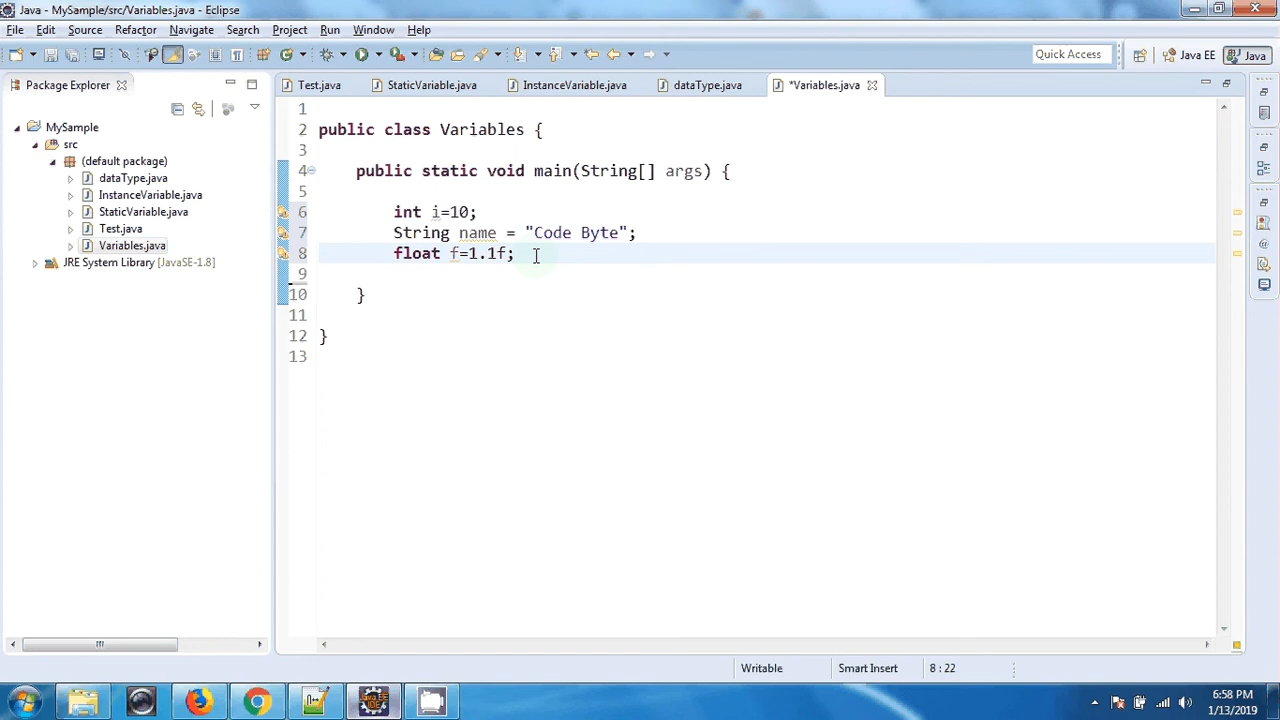 Java - MySample/src/Variables.java - Eclipse
File Edit Source Refactor Navigate Search Project Run Window Help
Quick Access Java EE Java
Package Explorer
Test.java StaticVariable.java InstanceVariable.java dataType.java *Variables.java
MySample
src
(default package)
dataType.java
InstanceVariable.java
StaticVariable.java
Test.java
Variables.java
JRE System Library [JavaSE-1.8]
1
2 public class Variables {
3
4 public static void main(String[] args) {
5
6 int i=10;
7 String name = "Code Byte";
8 float f=1.1f;
9
10 }
11
12 }
13
Writable Smart Insert 8 : 22
Java EE
IDE
6:58 PM
1/13/2019